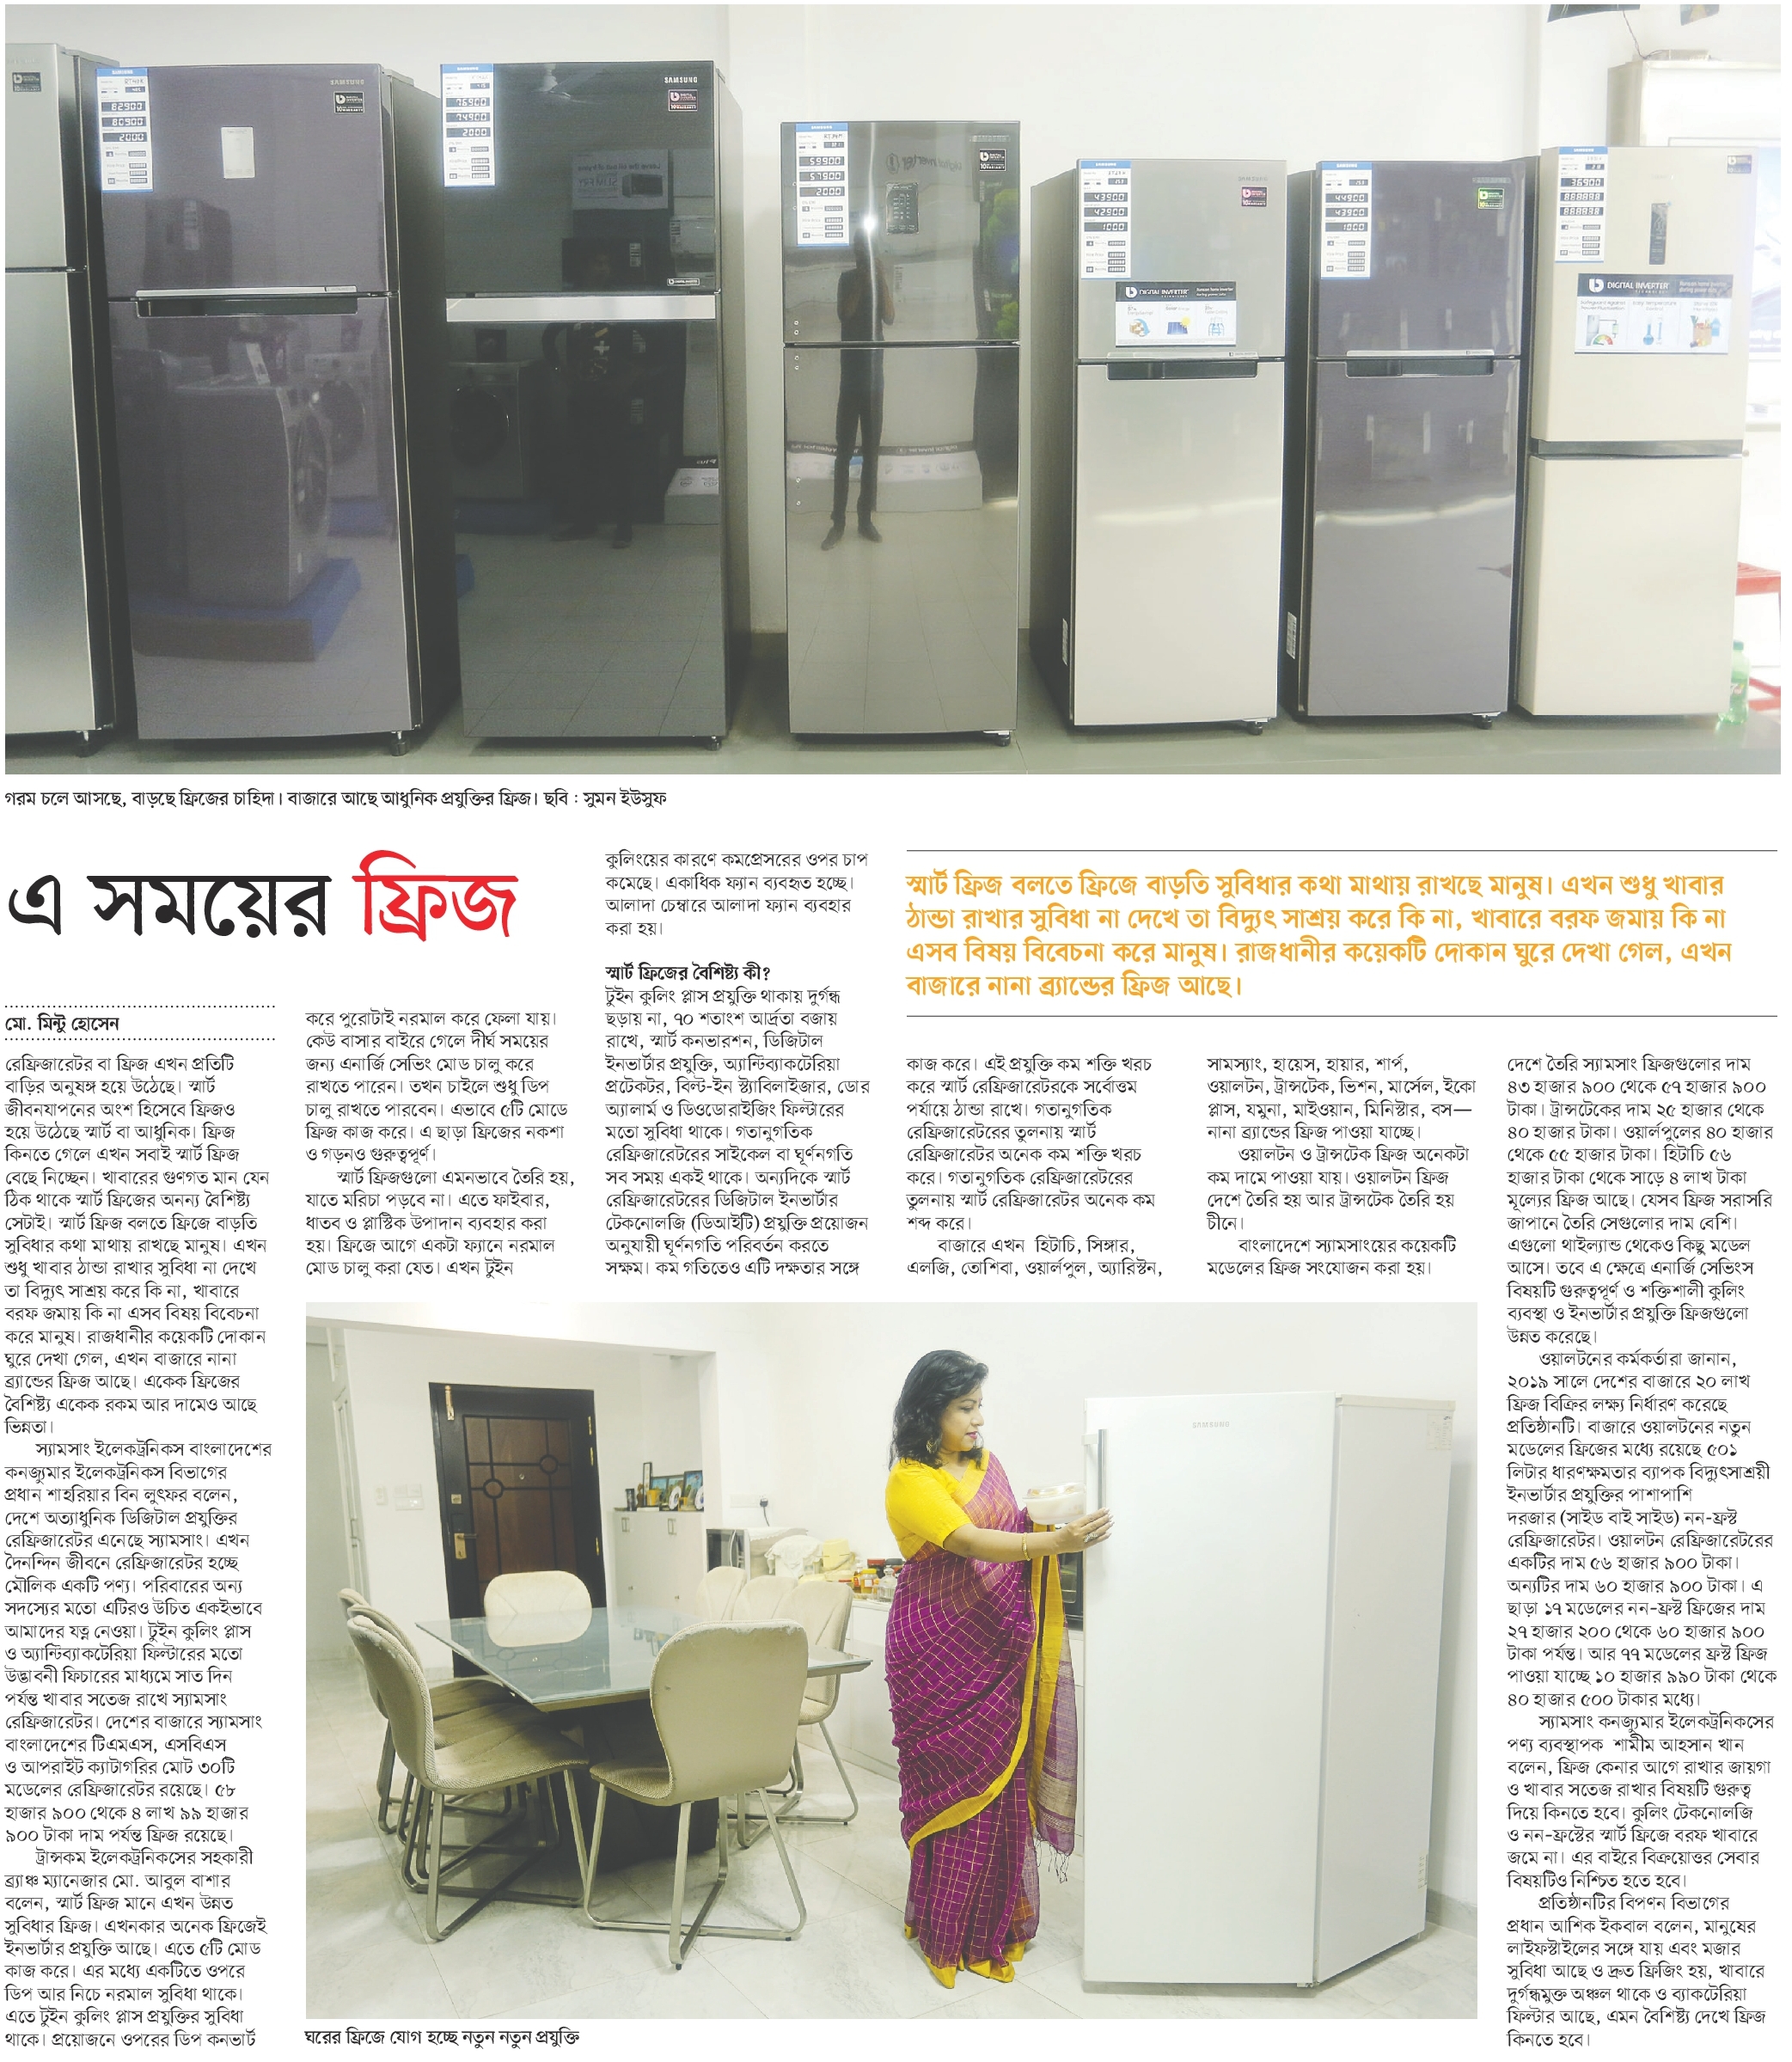 SAMSUNG
82900
80900
2000
SAMSUNG
76900
74900
2000
59900
57900
2000
43900
42900
1000
DIGITAL INVERTER
44900
43900
1000
36900
DIGITAL INVERTER
গরম চলে আসছে, বাড়ছে ফ্রিজের চাহিদা। বাজারে আছে আধুনিক প্রযুক্তির ফ্রিজ। ছবি : সুমন ইউসুফ
এ সময়ের ফ্রিজ
স্মার্ট ফ্রিজ বলতে ফ্রিজে বাড়তি সুবিধার কথা মাথায় রাখছে মানুষ। এখন শুধু খাবার
ঠান্ডা রাখার সুবিধা না দেখে তা বিদ্যুৎ সাশ্রয় করে কি না, খাবারে বরফ জমায় কি না
এসব বিষয় বিবেচনা করে মানুষ। রাজধানীর কয়েকটি দোকান ঘুরে দেখা গেল, এখন
বাজারে নানা ব্র্যান্ডের ফ্রিজ আছে।
মো. মিন্টু হোসেন
রেফ্রিজারেটর বা ফ্রিজ এখন প্রতিটি
বাড়ির অনুষঙ্গ হয়ে উঠেছে। স্মার্ট
জীবনযাপনের অংশ হিসেবে ফ্রিজও
হয়ে উঠেছে স্মার্ট বা আধুনিক। ফ্রিজ
কিনতে গেলে এখন সবাই স্মার্ট ফ্রিজ
বেছে নিচ্ছেন। খাবারের গুণগত মান যেন
ঠিক থাকে স্মার্ট ফ্রিজের অনন্য বৈশিষ্ট্য
সেটাই। স্মার্ট ফ্রিজ বলতে ফ্রিজে বাড়তি
সুবিধার কথা মাথায় রাখছে মানুষ। এখন
শুধু খাবার ঠান্ডা রাখার সুবিধা না দেখে
তা বিদ্যুৎ সাশ্রয় করে কি না, খাবারে
বরফ জমায় কি না এসব বিষয় বিবেচনা
করে মানুষ। রাজধানীর কয়েকটি দোকান
ঘুরে দেখা গেল, এখন বাজারে নানা
ব্র্যান্ডের ফ্রিজ আছে। একেক ফ্রিজের
বৈশিষ্ট্য একেক রকম আর দামেও আছে
ভিন্নতা।
স্যামসাং ইলেকট্রনিকস বাংলাদেশের
কনজ্যুমার ইলেকট্রনিকস বিভাগের
প্রধান শাহরিয়ার বিন লুৎফর বলেন,
দেশে অত্যাধুনিক ডিজিটাল প্রযুক্তির
রেফ্রিজারেটর এনেছে স্যামসাং। এখন
দৈনন্দিন জীবনে রেফ্রিজারেটর হচ্ছে
মৌলিক একটি পণ্য। পরিবারের অন্য
সদস্যের মতো এটিরও উচিত একইভাবে
আমাদের যত্ন নেওয়া। টুইন কুলিং প্লাস
ও অ্যান্টিব্যাকটেরিয়া ফিল্টারের মতো
উদ্ভাবনী ফিচারের মাধ্যমে সাত দিন
পর্যন্ত খাবার সতেজ রাখে স্যামসাং
রেফ্রিজারেটর। দেশের বাজারে স্যামসাং
বাংলাদেশের টিএমএস, এসবিএস
ও আপরাইট ক্যাটাগরির মোট ৩০টি
মডেলের রেফ্রিজারেটর রয়েছে। ৫৮
হাজার ৯০০ থেকে ৪ লাখ ৯৯ হাজার
৯০০ টাকা দাম পর্যন্ত ফ্রিজ রয়েছে।
ট্রান্সকম ইলেকট্রনিকসের সহকারী
ব্র্যাঞ্চ ম্যানেজার মো. আবুল বাশার
বলেন, স্মার্ট ফ্রিজ মানে এখন উন্নত
সুবিধার ফ্রিজ। এখনকার অনেক ফ্রিজেই
ইনভার্টার প্রযুক্তি আছে। এতে ৫টি মোড
কাজ করে। এর মধ্যে একটিতে ওপরে
ডিপ আর নিচে নরমাল সুবিধা থাকে।
এতে টুইন কুলিং প্লাস প্রযুক্তির সুবিধা
থাকে। প্রয়োজনে ওপরের ডিপ কনভার্ট
করে পুরোটাই নরমাল করে ফেলা যায়।
কেউ বাসার বাইরে গেলে দীর্ঘ সময়ের
জন্য এনার্জি সেভিং মোড চালু করে
রাখতে পারেন। তখন চাইলে শুধু ডিপ
চালু রাখতে পারবেন। এভাবে ৫টি মোডে
ফ্রিজ কাজ করে। এ ছাড়া ফ্রিজের নকশা
ও গড়নও গুরুত্বপূর্ণ।
স্মার্ট ফ্রিজগুলো এমনভাবে তৈরি হয়,
যাতে মরিচা পড়বে না। এতে ফাইবার,
ধাতব ও প্লাস্টিক উপাদান ব্যবহার করা
হয়। ফ্রিজে আগে একটা ফ্যানে নরমাল
মোড চালু করা যেত। এখন টুইন
কুলিংয়ের কারণে কমপ্রেসরের ওপর চাপ
কমেছে। একাধিক ফ্যান ব্যবহৃত হচ্ছে।
আলাদা চেম্বারে আলাদা ফ্যান ব্যবহার
করা হয়।
স্মার্ট ফ্রিজের বৈশিষ্ট্য কী?
টুইন কুলিং প্লাস প্রযুক্তি থাকায় দুর্গন্ধ
ছড়ায় না, ৭০ শতাংশ আর্দ্রতা বজায়
রাখে, স্মার্ট কনভারশন, ডিজিটাল
ইনভার্টার প্রযুক্তি, অ্যান্টিব্যাকটেরিয়া
প্রটেকটর, বিল্ট-ইন স্ট্যাবিলাইজার, ডোর
অ্যালার্ম ও ডিওডোরাইজিং ফিল্টারের
মতো সুবিধা থাকে। গতানুগতিক
রেফ্রিজারেটরের সাইকেল বা ঘূর্ণনগতি
সব সময় একই থাকে। অন্যদিকে স্মার্ট
রেফ্রিজারেটরের ডিজিটাল ইনভার্টার
টেকনোলজি (ডিআইটি) প্রযুক্তি প্রয়োজন
অনুযায়ী ঘূর্ণনগতি পরিবর্তন করতে
সক্ষম। কম গতিতেও এটি দক্ষতার সঙ্গে
কাজ করে। এই প্রযুক্তি কম শক্তি খরচ
করে স্মার্ট রেফ্রিজারেটরকে সর্বোত্তম
পর্যায়ে ঠান্ডা রাখে। গতানুগতিক
রেফ্রিজারেটরের তুলনায় স্মার্ট
রেফ্রিজারেটর অনেক কম শক্তি খরচ
করে। গতানুগতিক রেফ্রিজারেটরের
তুলনায় স্মার্ট রেফ্রিজারেটর অনেক কম
শব্দ করে।
বাজারে এখন হিটাচি, সিঙ্গার,
এলজি, তোশিবা, ওয়ার্লপুল, অ্যারিস্টন,
সামস্যাং, হায়েস, হায়ার, শার্প,
ওয়ালটন, ট্রান্সটেক, ভিশন, মার্সেল, ইকো
প্লাস, যমুনা, মাইওয়ান, মিনিস্টার, বস—
নানা ব্র্যান্ডের ফ্রিজ পাওয়া যাচ্ছে।
ওয়ালটন ও ট্রান্সটেক ফ্রিজ অনেকটা
কম দামে পাওয়া যায়। ওয়ালটন ফ্রিজ
দেশে তৈরি হয় আর ট্রান্সটেক তৈরি হয়
চীনে।
বাংলাদেশে স্যামসাংয়ের কয়েকটি
মডেলের ফ্রিজ সংযোজন করা হয়।
দেশে তৈরি স্যামসাং ফ্রিজগুলোর দাম
৪৩ হাজার ৯০০ থেকে ৫৭ হাজার ৯০০
টাকা। ট্রান্সটেকের দাম ২৫ হাজার থেকে
৪০ হাজার টাকা। ওয়ার্লপুলের ৪০ হাজার
থেকে ৫৫ হাজার টাকা। হিটাচি ৫৬
হাজার টাকা থেকে সাড়ে ৪ লাখ টাকা
মূল্যের ফ্রিজ আছে। যেসব ফ্রিজ সরাসরি
জাপানে তৈরি সেগুলোর দাম বেশি।
এগুলো থাইল্যান্ড থেকেও কিছু মডেল
আসে। তবে এ ক্ষেত্রে এনার্জি সেভিংস
বিষয়টি গুরুত্বপূর্ণ ও শক্তিশালী কুলিং
ব্যবস্থা ও ইনভার্টার প্রযুক্তি ফ্রিজগুলো
উন্নত করেছে।
ওয়ালটনের কর্মকর্তারা জানান,
২০১৯ সালে দেশের বাজারে ২০ লাখ
ফ্রিজ বিক্রির লক্ষ্য নির্ধারণ করেছে
প্রতিষ্ঠানটি। বাজারে ওয়ালটনের নতুন
মডেলের ফ্রিজের মধ্যে রয়েছে ৫০১
লিটার ধারণক্ষমতার ব্যাপক বিদ্যুৎসাশ্রয়ী
ইনভার্টার প্রযুক্তির পাশাপাশি
দরজার (সাইড বাই সাইড) নন-ফ্রস্ট
রেফ্রিজারেটর। ওয়ালটন রেফ্রিজারেটরের
একটির দাম ৫৬ হাজার ৯০০ টাকা।
অন্যটির দাম ৬০ হাজার ৯০০ টাকা। এ
ছাড়া ১৭ মডেলের নন-ফ্রস্ট ফ্রিজের দাম
২৭ হাজার ২০০ থেকে ৬০ হাজার ৯০০
টাকা পর্যন্ত। আর ৭৭ মডেলের ফ্রস্ট ফ্রিজ
পাওয়া যাচ্ছে ১০ হাজার ৯৯০ টাকা থেকে
৪০ হাজার ৫০০ টাকার মধ্যে।
স্যামসাং কনজ্যুমার ইলেকট্রনিকসের
পণ্য ব্যবস্থাপক শামীম আহসান খান
বলেন, ফ্রিজ কেনার আগে রাখার জায়গা
ও খাবার সতেজ রাখার বিষয়টি গুরুত্ব
দিয়ে কিনতে হবে। কুলিং টেকনোলজি
ও নন-ফ্রস্টের স্মার্ট ফ্রিজে বরফ খাবারে
জমে না। এর বাইরে বিক্রয়োত্তর সেবার
বিষয়টিও নিশ্চিত হতে হবে।
প্রতিষ্ঠানটির বিপণন বিভাগের
প্রধান আশিক ইকবাল বলেন, মানুষের
লাইফস্টাইলের সঙ্গে যায় এবং মজার
সুবিধা আছে ও দ্রুত ফ্রিজিং হয়, খাবারে
দুর্গন্ধমুক্ত অঞ্চল থাকে ও ব্যাকটেরিয়া
ফিল্টার আছে, এমন বৈশিষ্ট্য দেখে ফ্রিজ
কিনতে হবে।
SAMSUNG
ঘরের ফ্রিজে যোগ হচ্ছে নতুন নতুন প্রযুক্তি